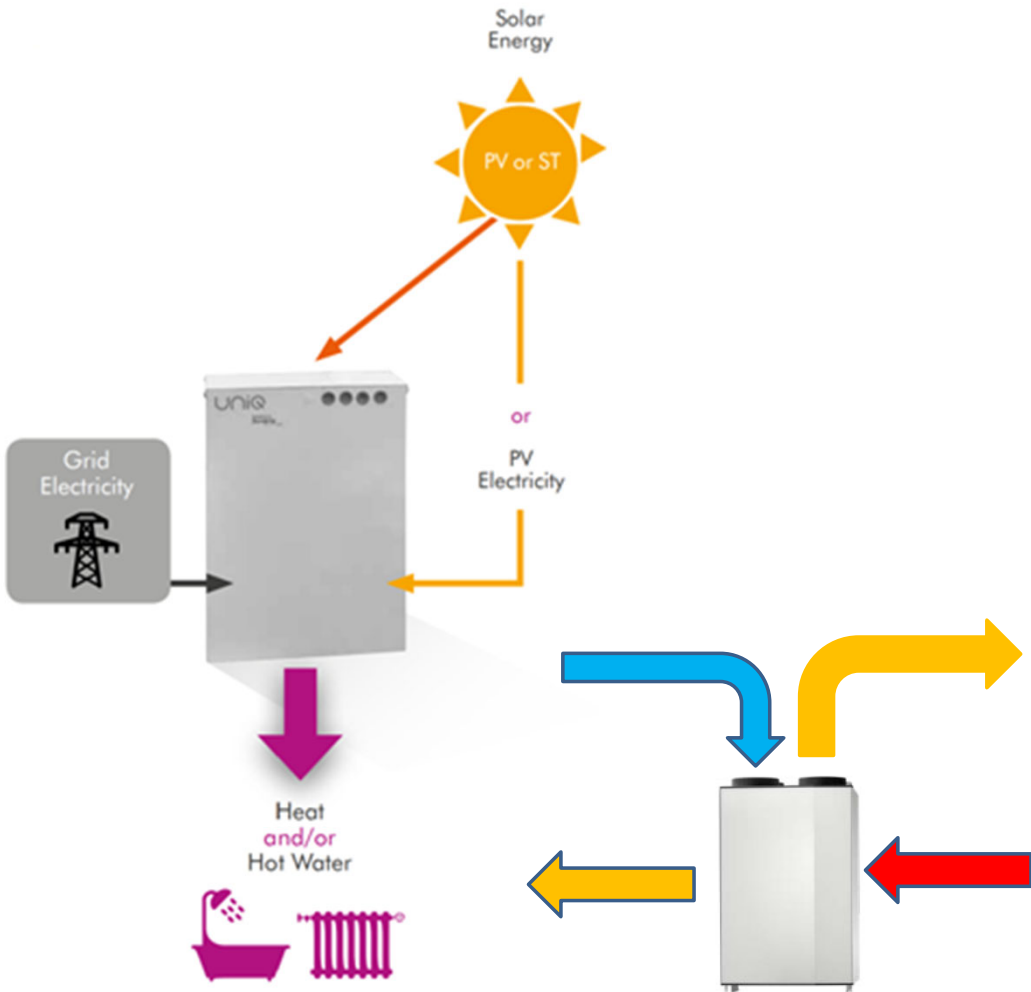 Solar
Energy
PV or ST
UNIQ
or
PV
Electricity
Grid
Electricity
Heat
and/or
Hot Water